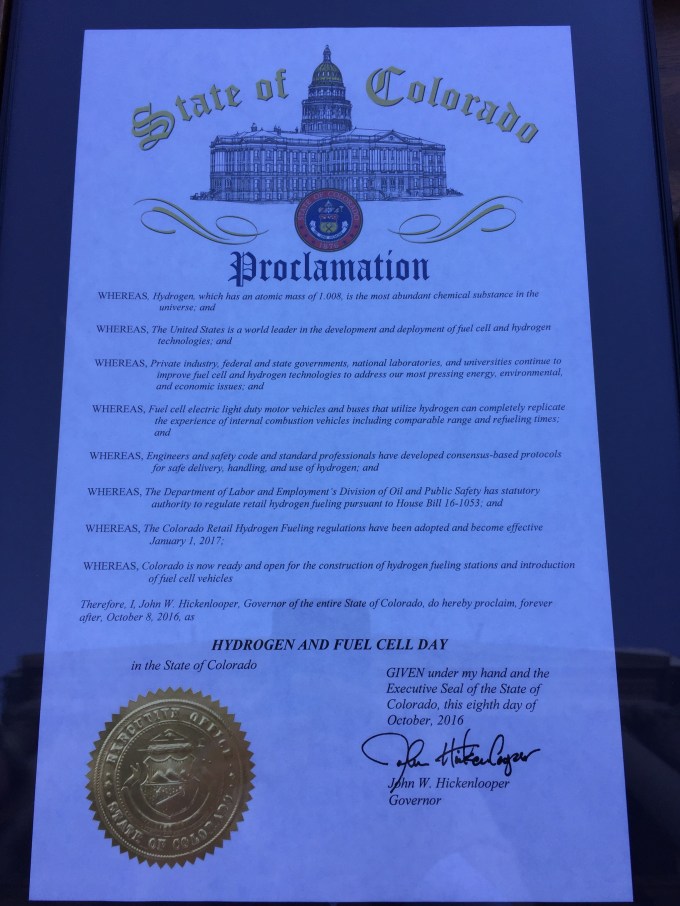 State of Colorado
STATE OF COLORADO
1876
Proclamation
WHEREAS, Hydrogen, which has an atomic mass of 1.008, is the most abundant chemical substance in the
universe; and
WHEREAS, The United States is a world leader in the development and deployment of fuel cell and hydrogen
technologies; and
WHEREAS, Private industry, federal and state governments, national laboratories, and universities continue to
improve fuel cell and hydrogen technologies to address our most pressing energy, environmental,
and economic issues; and
WHEREAS, Fuel cell electric light duty motor vehicles and buses that utilize hydrogen can completely replicate
the experience of internal combustion vehicles including comparable range and refueling times;
and
WHEREAS, Engineers and safety code and standard professionals have developed consensus-based protocols
for safe delivery, handling, and use of hydrogen; and
WHEREAS, The Department of Labor and Employment's Division of Oil and Public Safety has statutory
authority to regulate retail hydrogen fueling pursuant to House Bill 16-1053; and
WHEREAS, The Colorado Retail Hydrogen Fueling regulations have been adopted and become effective
January 1, 2017;
WHEREAS, Colorado is now ready and open for the construction of hydrogen fueling stations and introduction
of fuel cell vehicles
Therefore, I, John W. Hickenlooper, Governor of the entire State of Colorado, do hereby proclaim, forever
after, October 8, 2016, as
HYDROGEN AND FUEL CELL DAY
in the State of Colorado
GIVEN under my hand and the
Executive Seal of the State of
Colorado, this eighth day of
October, 2016
John Hickenlooper
John W. Hickenlooper
Governor
EXECUTIVE OFFICE
STATE OF COLORADO